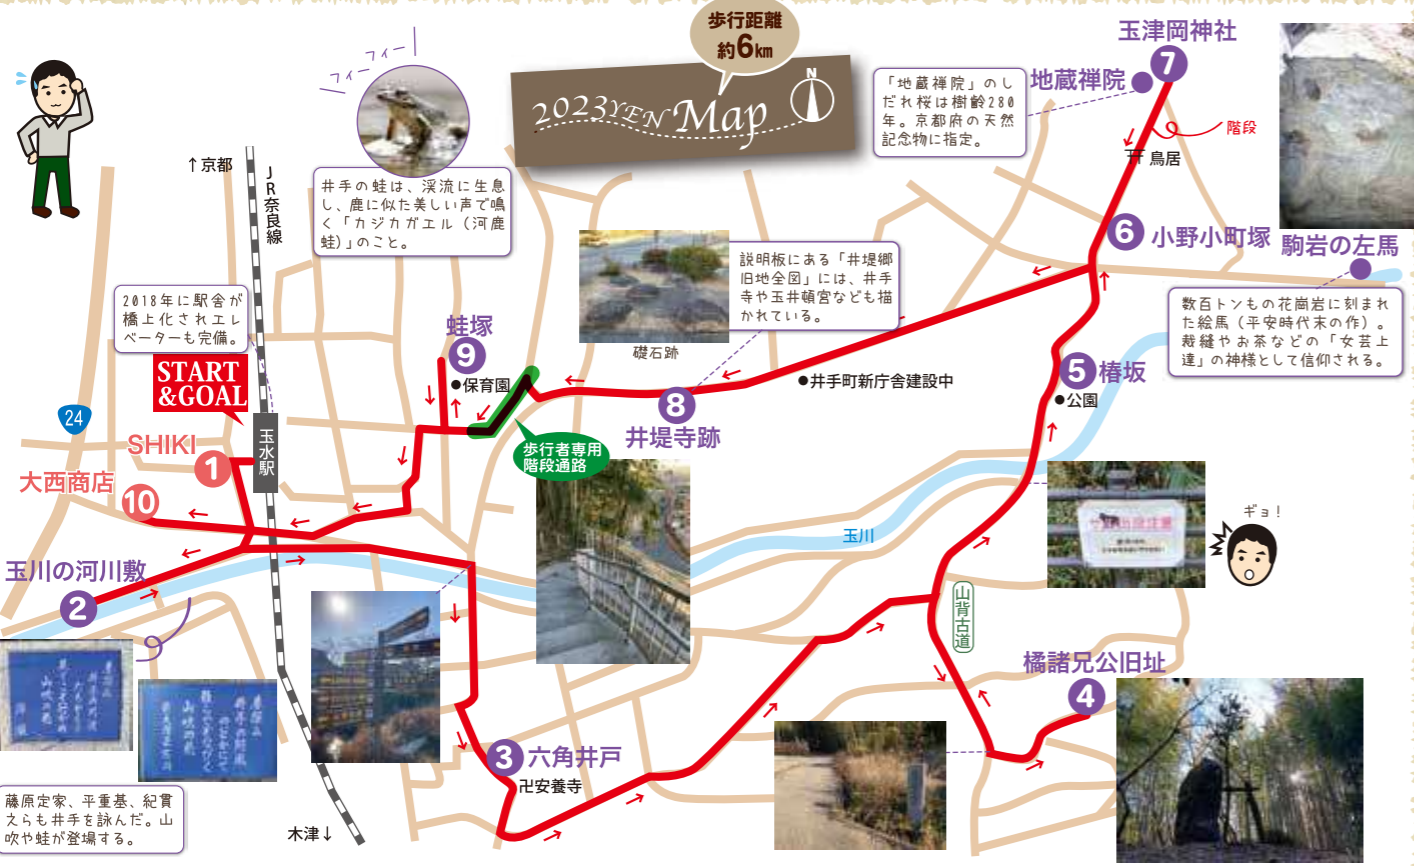 歩行距離
約6km
2023YEN Map
N
フィーフィー
井手の蛙は、渓流に生息
し、鹿に似た美しい声で鳴
く「カジカガエル(河鹿
蛙)」のこと。
「地蔵禅院」のし
だれ桜は樹齢280
年。京都府の天然
記念物に指定。
地蔵禅院
玉津岡神社
7
階段
鳥居
6
小野小町塚
駒岩の左馬
数百トンもの花崗岩に刻まれ
た絵馬(平安時代末の作)。
裁縫やお茶などの「女芸上
達」の神様として信仰される。
↑京都
JR奈良線
2018年に駅舎が
橋上化されエレ
ベーターも完備。
START
&GOAL
24
玉水駅
SHIKI
1
大西商店
10
蛙塚
9
●保育園
歩行者専用
階段通路
礎石跡
説明板にある「井堤郷
旧地全図」には、井手
寺や玉井頓宮なども描
かれている。
●井手町新庁舎建設中
8
井堤寺跡
5
椿坂
●公園
玉川
ギョ!
玉川の河川敷
2
山背古道
橘諸兄公旧址
4
3
六角井戸
卍安養寺
木津↓
藤原定家、平重基、紀貫
之らも井手を詠んだ。山
吹や蛙が登場する。